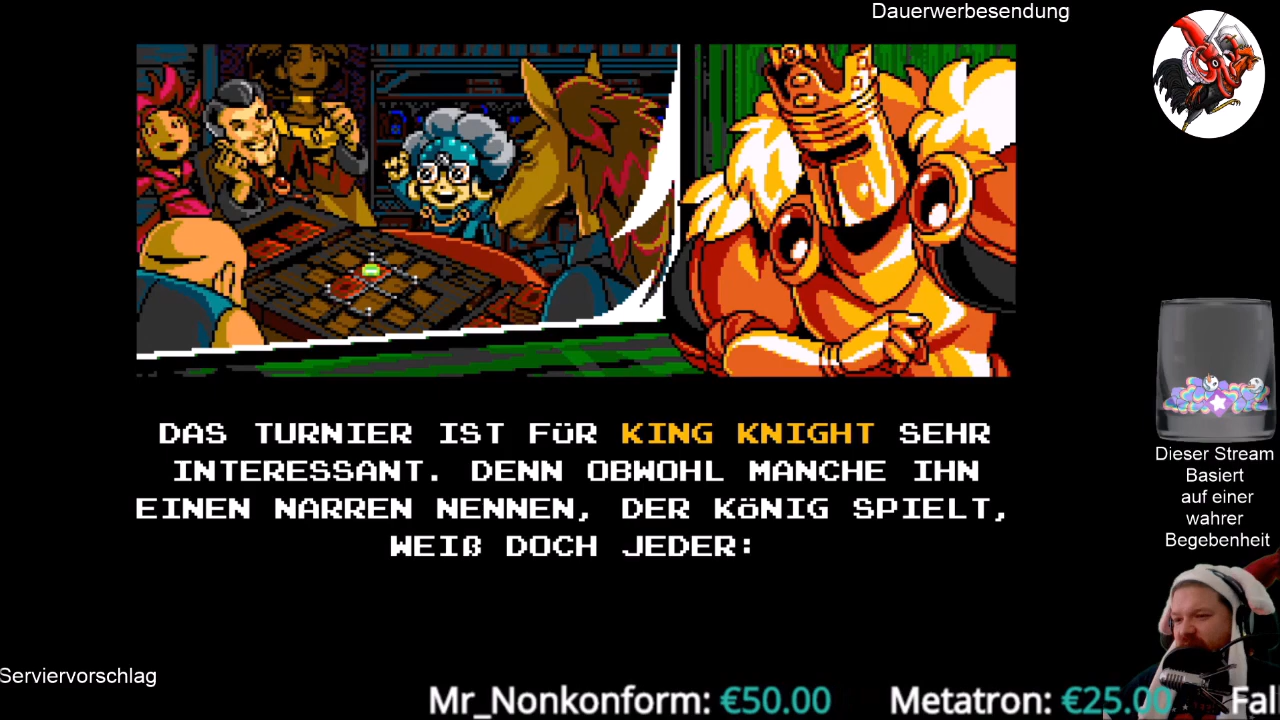 Dauerwerbesendung
DAS TURNIER IST FüR KING KNIGHT SEHR
INTERESSANT. DENN OBWOHL MANCHE IHN
EINEN NARREN NENNEN, DER KöNIG SPIELT,
WEIß DOCH JEDER:
Dieser Stream
Basiert
auf einer
wahrer
Begebenheit
Serviervorschlag
Mr_Nonkonform: €50.00 Metatron: €25.00 Fal